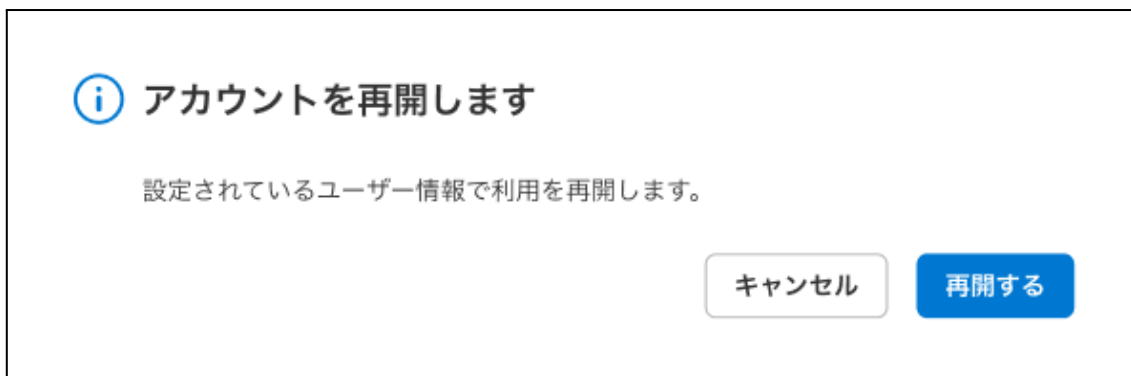 アカウントを再開します
設定されているユーザー情報で利用を再開します。
キャンセル
再開する